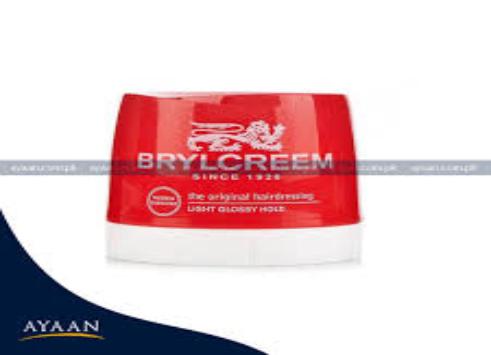 BRYLCREEM
SINCE 1928
the original hairdressing
LIGHT GLOSSY HOLD
AYAAN